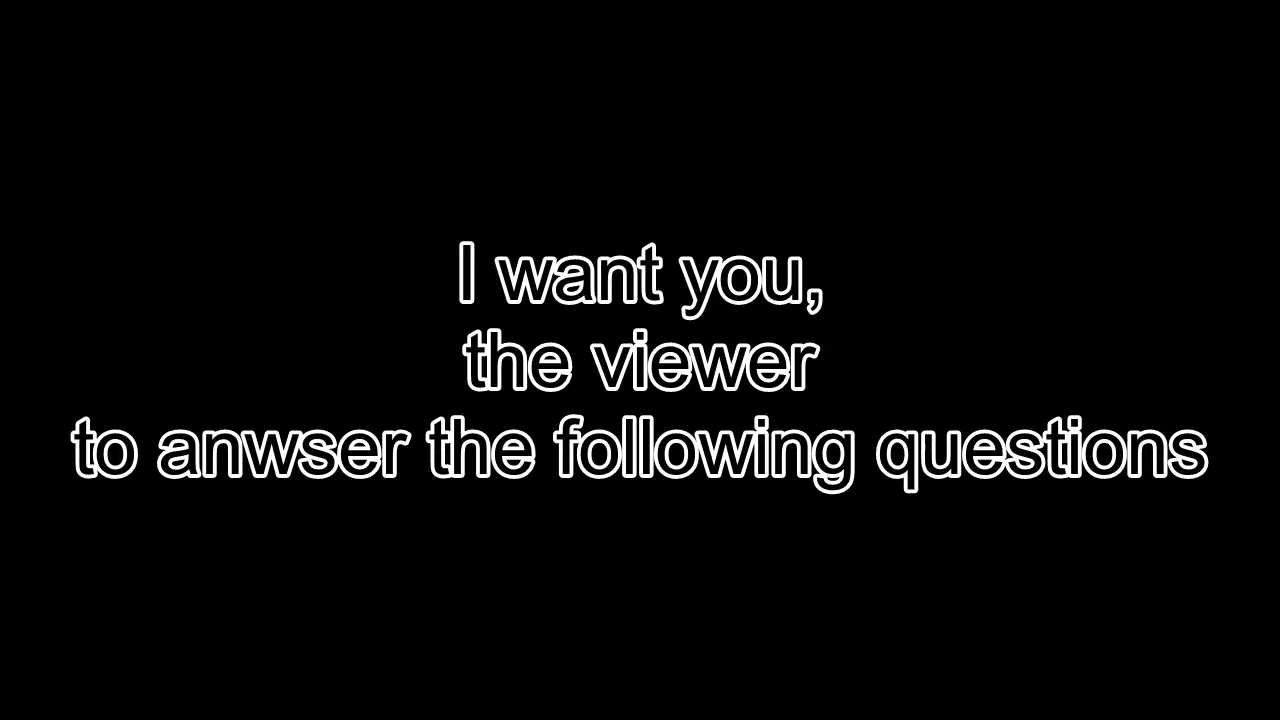 I want you,
the viewer
to anwser the following questions